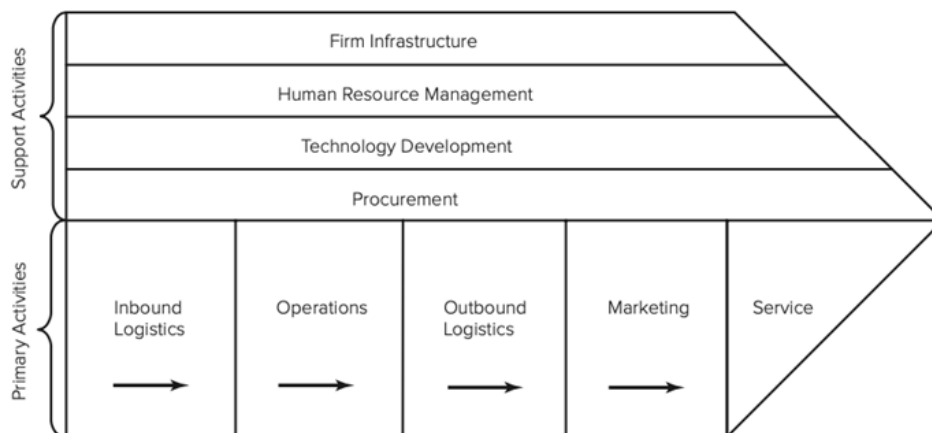 Support Activities
Firm Infrastructure
Human Resource Management
Technology Development
Procurement
Primary Activities
Inbound
Logistics
Operations
Outbound
Logistics
Marketing
Service